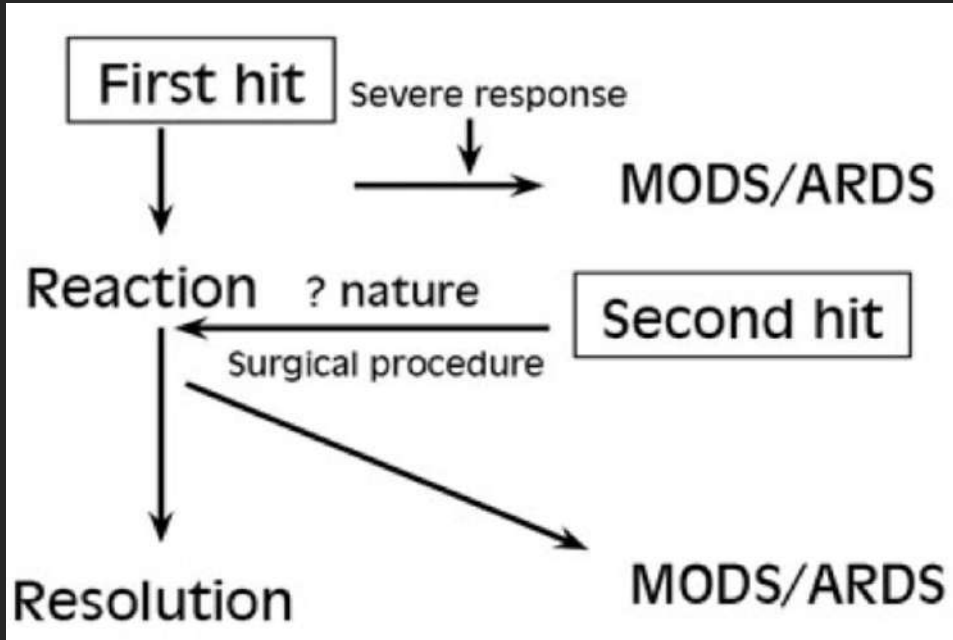 First hit
Severe response
MODS/ARDS
Reaction
? nature
Second hit
Surgical procedure
Resolution
MODS/ARDS